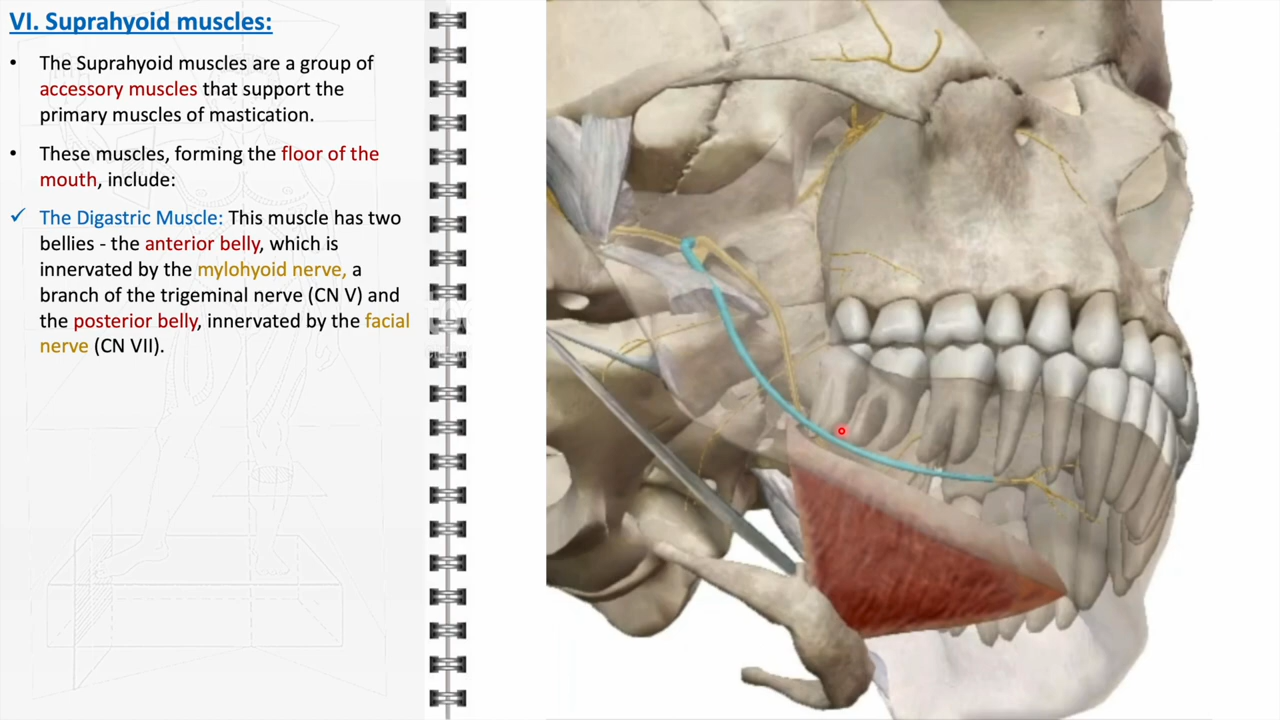 VI. Suprahyoid muscles:
• The Suprahyoid muscles are a group of
accessory muscles that support the
primary muscles of mastication.
• These muscles, forming the floor of the
mouth, include:
✓ The Digastric Muscle: This muscle has two
bellies - the anterior belly, which is
innervated by the mylohyoid nerve, a
branch of the trigeminal nerve (CN V) and
the posterior belly, innervated by the facial
nerve (CN VII).